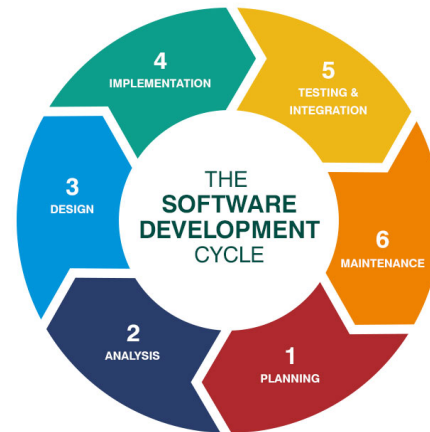 THE
SOFTWARE
DEVELOPMENT
CYCLE
1
PLANNING
2
ANALYSIS
3
DESIGN
4
IMPLEMENTATION
5
TESTING &
INTEGRATION
6
MAINTENANCE